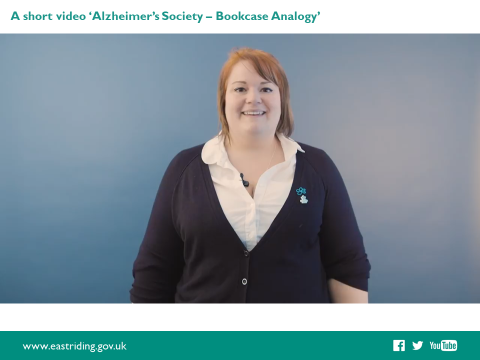 A short video ‘Alzheimer’s Society – Bookcase Analogy’
www.eastriding.gov.uk
YouTube